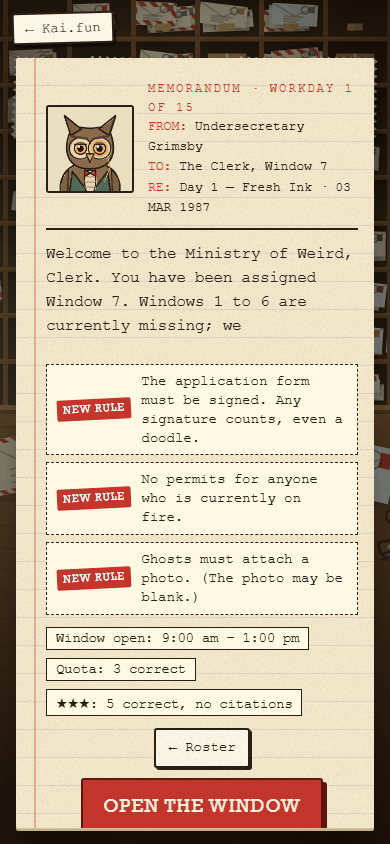 ← Kai.fun
MEMORANDUM · WORKDAY 1
OF 15
FROM: Undersecretary
Grimsby
TO: The Clerk, Window 7
RE: Day 1 — Fresh Ink · 03
MAR 1987
Welcome to the Ministry of Weird,
Clerk. You have been assigned
Window 7. Windows 1 to 6 are
currently missing; we
NEW RULE
The application form
must be signed. Any
signature counts, even a
doodle.
NEW RULE
No permits for anyone
who is currently on
fire.
NEW RULE
Ghosts must attach a
photo. (The photo may be
blank.)
Window open: 9:00 am – 1:00 pm
Quota: 3 correct
★★★: 5 correct, no citations
← Roster
OPEN THE WINDOW